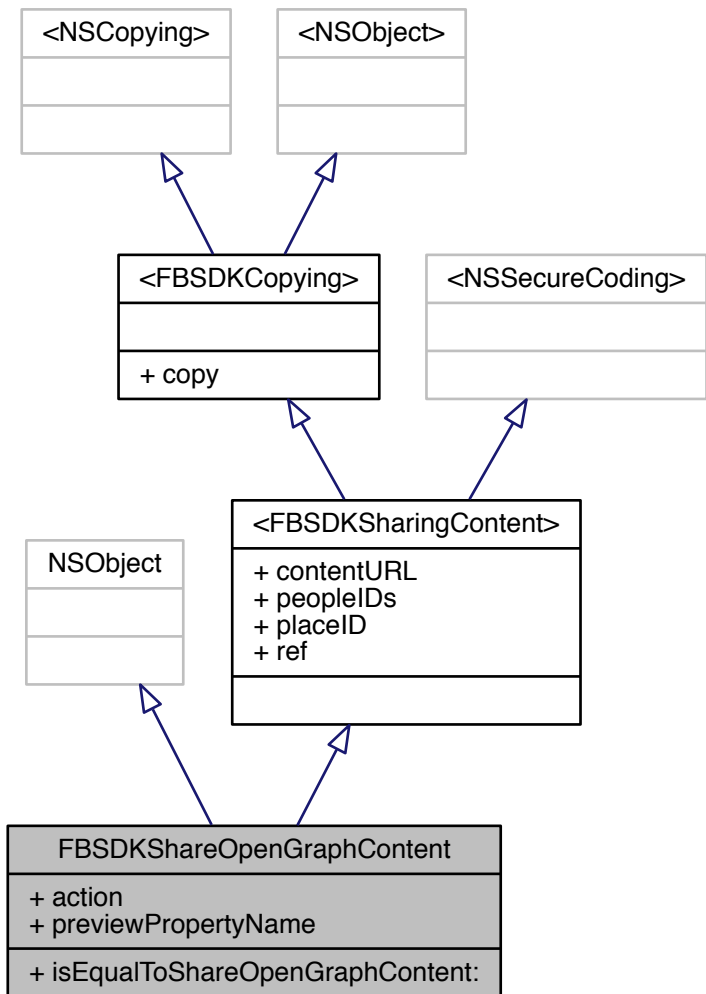 <NSCopying>
<NSObject>
<FBSDKCopying>
+ copy
<NSSecureCoding>
<FBSDKSharingContent>
+ contentURL
+ peopleIDs
+ placeID
+ ref
NSObject
FBSDKShareOpenGraphContent
+ action
+ previewPropertyName
+ isEqualToShareOpenGraphContent: